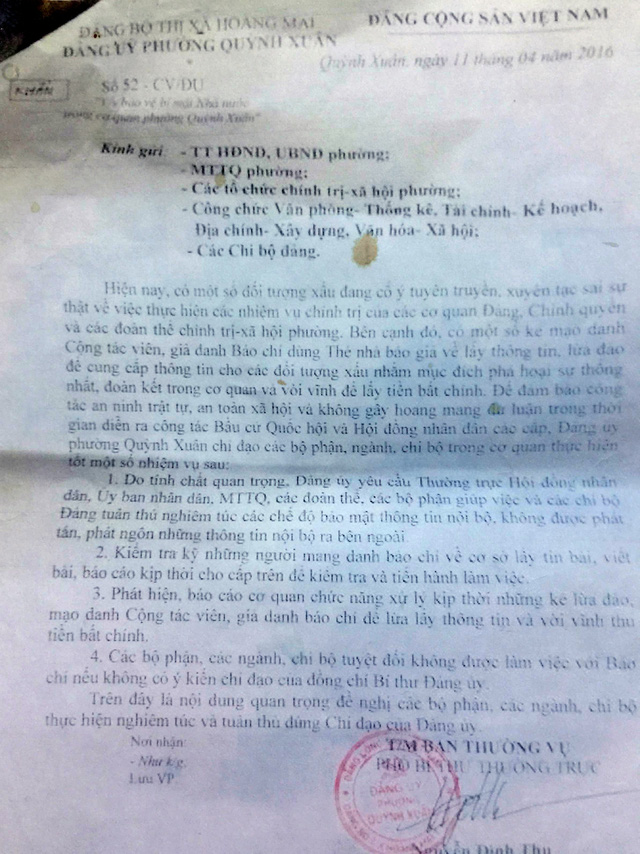 ĐẢNG BỘ THỊ XÃ HOÀNG MAI
ĐẢNG CỘNG SẢN VIỆT NAM
ĐẢNG ỦY PHƯỜNG QUỲNH XUÂN
Quỳnh Xuân, ngày 11 tháng 04 năm 2016
KHẨN
Số 52 - CV/ĐU
"V/v bảo vệ bí mật Nhà nước
trong cơ quan phường Quỳnh Xuân"
Kính gửi: - TT HĐND, UBND phường;
- MTTQ phường;
- Các tổ chức chính trị-xã hội phường;
- Công chức Văn phòng- Thống kê, Tài chính- Kế hoạch,
Địa chính- Xây dựng, Văn hóa- Xã hội;
- Các Chi bộ đảng.
Hiện nay, có một số đối tượng xấu đang cố ý tuyên truyền, xuyên tạc sai sự
thật về việc thực hiện các nhiệm vụ chính trị của các cơ quan Đảng, Chính quyền
và các đoàn thể chính trị-xã hội phường. Bên cạnh đó, có một số kẻ mạo danh
Cộng tác viên, giả danh Báo chí dùng Thẻ nhà báo giả về lấy thông tin, lừa đảo
để cung cấp thông tin cho các đối tượng xấu nhằm mục đích phá hoại sự thống
nhất, đoàn kết trong cơ quan và vòi vĩnh để lấy tiền bất chính. Để đảm bảo công
tác an ninh trật tự, an toàn xã hội và không gây hoang mang dư luận trong thời
gian diễn ra công tác Bầu cử Quốc hội và Hội đồng nhân dân các cấp, Đảng ủy
phường Quỳnh Xuân chỉ đạo các bộ phận, ngành, chi bộ trong cơ quan thực hiện
tốt một số nhiệm vụ sau:
1. Do tính chất quan trọng, Đảng ủy yêu cầu Thường trực Hội đồng nhân
dân, Ủy ban nhân dân, MTTQ, các đoàn thể, các bộ phận giúp việc và các chi bộ
Đảng tuân thủ nghiêm túc các chế độ bảo mật thông tin nội bộ, không được phát
tán, phát ngôn những thông tin nội bộ ra bên ngoài.
2. Kiểm tra kỹ những người mang danh báo chí về cơ sở lấy tin bài, viết
bài, báo cáo kịp thời cho cấp trên để kiểm tra và tiến hành làm việc.
3. Phát hiện, báo cáo cơ quan chức năng xử lý kịp thời những kẻ lừa đảo,
mạo danh Cộng tác viên, giả danh báo chí để lừa lấy thông tin và vòi vĩnh thu
tiền bất chính.
4. Các bộ phận, các ngành, chi bộ tuyệt đối không được làm việc với Báo
chí nếu không có ý kiến chỉ đạo của đồng chí Bí thư Đảng ủy.
Trên đây là nội dung quan trọng đề nghị các bộ phận, các ngành, chi bộ
thực hiện nghiêm túc và tuân thủ đúng Chỉ đạo của Đảng ủy.
Nơi nhận:
- Như k/g.
Lưu VP.
T/M BAN THƯỜNG VỤ
PHÓ BÍ THƯ THƯỜNG TRỰC
ĐẢNG ỦY
PHƯỜNG
QUỲNH XUÂN
Nguyễn Đình Thu